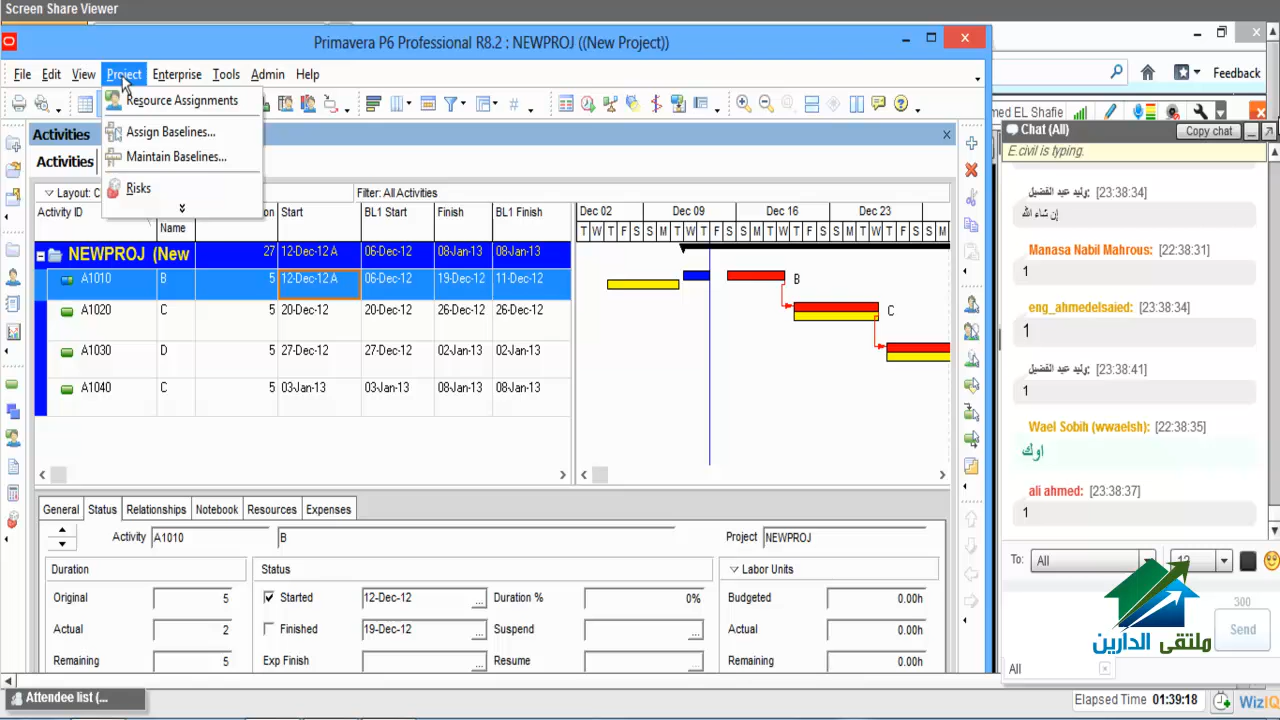 Screen Share Viewer
Primavera P6 Professional R8.2 : NEWPROJ ((New Project))
File Edit View Project Enterprise Tools Admin Help
Feedback
Resource Assignments
Assign Baselines...
Maintain Baselines...
Risks
Activities
Activities
Layout: C
Filter: All Activities
Activity ID
Name
on Start BL1 Start Finish BL1 Finish
Dec 02 Dec 09 Dec 16 Dec 23
T W T F S S M T W T F S S M T W T F S S M T W T F S S
NEWPROJ (New 27 12-Dec-12 A 06-Dec-12 08-Jan-13 08-Jan-13
A1010 B 5 12-Dec-12 A 06-Dec-12 19-Dec-12 11-Dec-12
A1020 C 5 20-Dec-12 20-Dec-12 26-Dec-12 26-Dec-12
A1030 D 5 27-Dec-12 27-Dec-12 02-Jan-13 02-Jan-13
A1040 C 5 03-Jan-13 03-Jan-13 08-Jan-13 08-Jan-13
B
C
General Status Relationships Notebook Resources Expenses
Activity A1010 B Project NEWPROJ
Duration Status Labor Units
Original 5 Started 12-Dec-12 ... Duration % 0% Budgeted 0.00h
Actual 2 Finished 19-Dec-12 ... Suspend ... Actual 0.00h
Remaining 5 Exp Finish ... Resume ... Remaining 0.00h
Attendee list (...
med EL Shafie
Chat (All) Copy chat
E.civil is typing.
وليد عبد الفضيل: [23:38:34]
إن شاء الله
Manasa Nabil Mahrous: [22:38:31]
1
eng_ahmedelsaied: [23:38:34]
1
وليد عبد الفضيل: [23:38:41]
1
Wael Sobih (wwaelsh): [22:38:35]
اوك
ali ahmed: [23:38:37]
1
To: All 12
300
Send
ملتقى الدارين
All
Elapsed Time 01:39:18
WizIQ